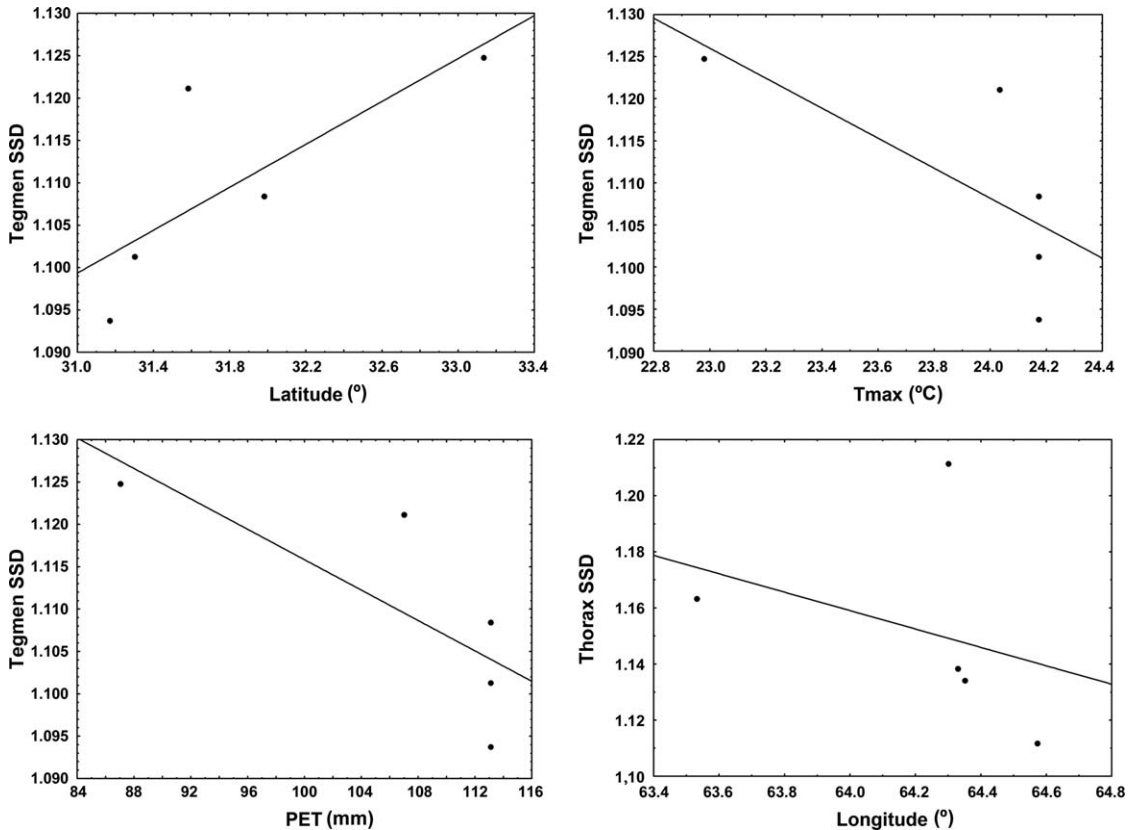 Tegmen SSD
1.130
1.125
1.120
1.115
1.110
1.105
1.100
1.095
1.090
31.0 31.4 31.8 32.2 32.6 33.0 33.4
Latitude (º)
Tegmen SSD
1.130
1.125
1.120
1.115
1.110
1.105
1.100
1.095
1.090
22.8 23.0 23.2 23.4 23.6 23.8 24.0 24.2 24.4
Tmax (ºC)
Tegmen SSD
1.130
1.125
1.120
1.115
1.110
1.105
1.100
1.095
1.090
84 88 92 96 100 104 108 112 116
PET (mm)
Thorax SSD
1.22
1.20
1.18
1.16
1.14
1.12
1,10
63.4 63.6 63.8 64.0 64.2 64.4 64.6 64.8
Longitude (º)